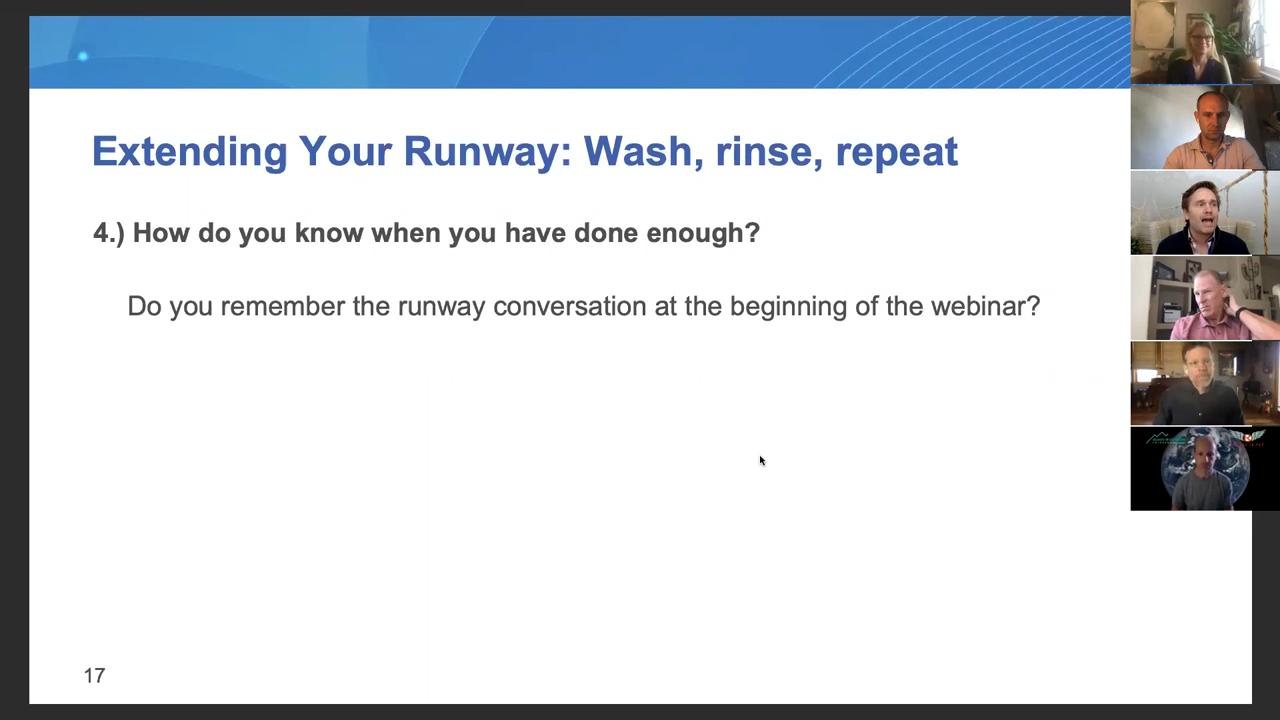 Extending Your Runway: Wash, rinse, repeat
4.) How do you know when you have done enough?
Do you remember the runway conversation at the beginning of the webinar?
17